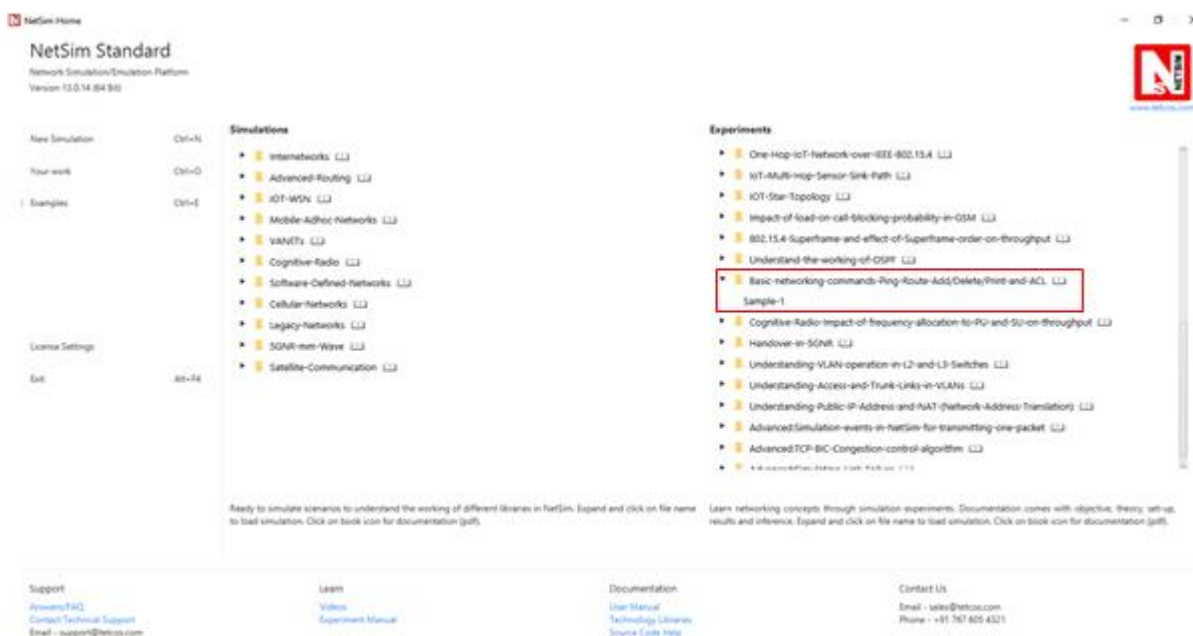 NetSim Home
NetSim Standard
Network Simulation/Emulation Platform
Version 13.0.14 (64 Bit)
NETSIM
www.tetcos.com
New Simulation Ctrl+N
Your work Ctrl+O
Examples Ctrl+E
License Settings
Exit Alt+F4
Simulations
Internetworks
Advanced-Routing
IOT-WSN
Mobile-Adhoc-Networks
VANETs
Cognitive-Radio
Software-Defined-Networks
Cellular-Networks
Legacy-Networks
5GNR-mm-Wave
Satellite-Communication
Ready to simulate scenarios to understand the working of different libraries in NetSim. Expand and click on file name
to load simulation. Click on book icon for documentation (pdf).
Experiments
One-Hop-IoT-Network-over-IEEE-802.15.4
IoT-Multi-Hop-Sensor-Sink-Path
IOT-Star-Topology
Impact-of-load-on-call-blocking-probability-in-GSM
802.15.4-Superframe-and-effect-of-Superframe-order-on-throughput
Understand-the-working-of-OSPF
Basic-networking-commands-Ping-Route-Add/Delete/Print-and-ACL
Sample-1
Cognitive-Radio-Impact-of-frequency-allocation-to-PU-and-SU-on-throughput
Handover-in-5GNR
Understanding-VLAN-operation-in-L2-and-L3-Switches
Understanding-Access-and-Trunk-Links-in-VLANs
Understanding-Public-IP-Address-and-NAT-(Network-Address-Translation)
Advanced:Simulation-events-in-NetSim-for-transmitting-one-packet
Advanced:TCP-BIC-Congestion-control-algorithm
Learn networking concepts through simulation experiments. Documentation comes with objective, theory, set-up,
results and inference. Expand and click on file name to load simulation. Click on book icon for documentation (pdf).
Support
Answers/FAQ
Contact Technical Support
Email - support@tetcos.com
Learn
Videos
Experiment Manual
Documentation
User Manual
Technology Libraries
Source Code Help
Contact Us
Email - sales@tetcos.com
Phone - +91 767 605 4321